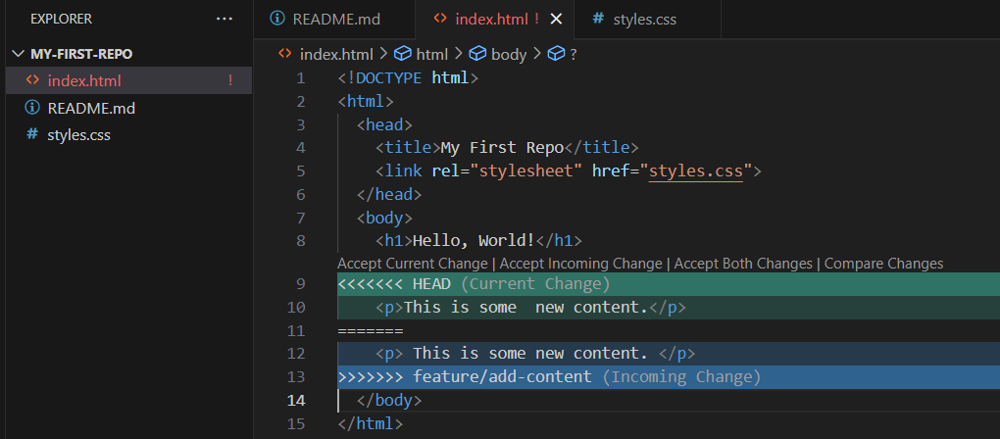 EXPLORER ...
MY-FIRST-REPO
index.html !
README.md
styles.css
README.md index.html ! styles.css
index.html > html > body > ?
1 <!DOCTYPE html>
2 <html>
3   <head>
4     <title>My First Repo</title>
5     <link rel="stylesheet" href="styles.css">
6   </head>
7   <body>
8     <h1>Hello, World!</h1>
Accept Current Change | Accept Incoming Change | Accept Both Changes | Compare Changes
9 <<<<<<< HEAD (Current Change)
10     <p>This is some  new content.</p>
11 =======
12     <p> This is some new content. </p>
13 >>>>>>> feature/add-content (Incoming Change)
14   </body>
15 </html>